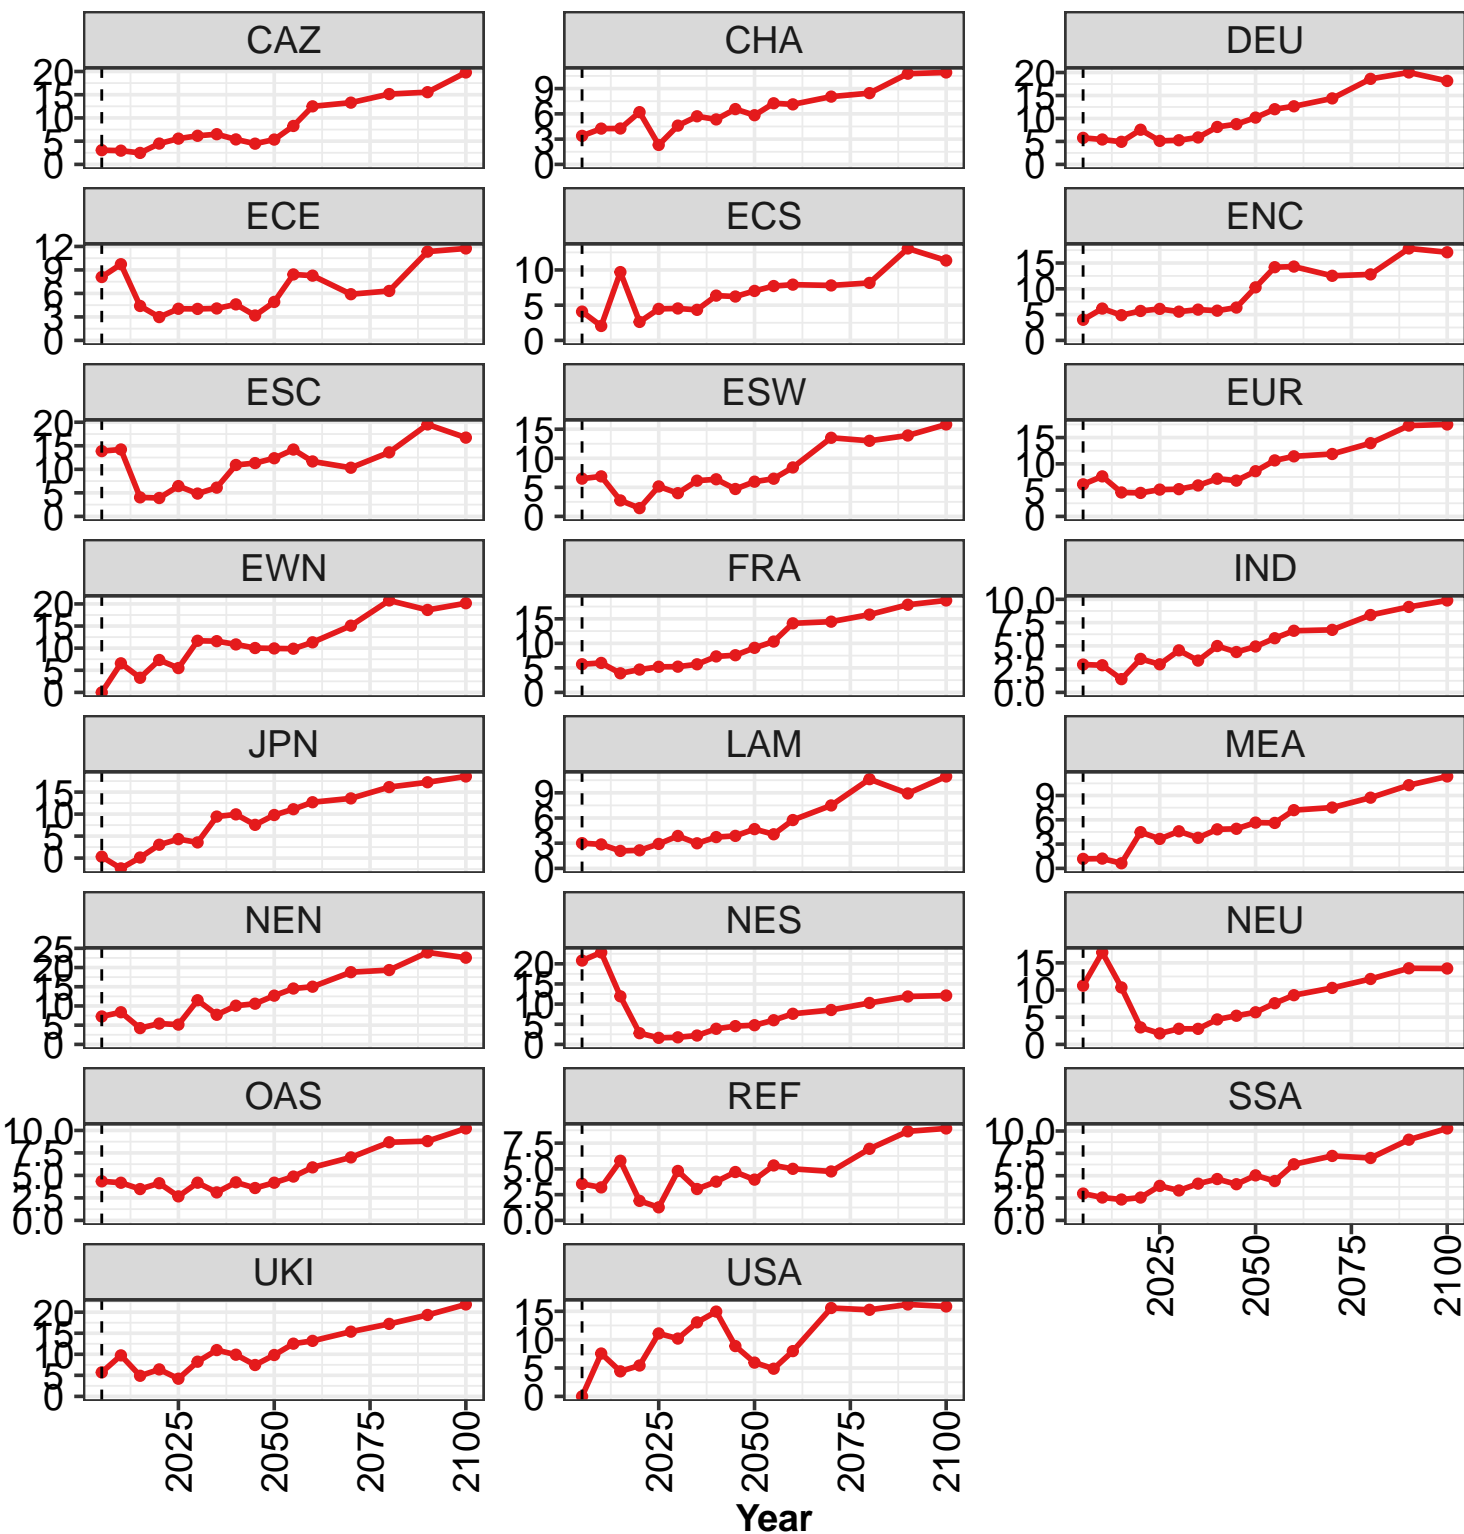 CAZ CHA DEU
20 15 10 5 0 9 6 3 0 20 15 10 5 0
ECE ECS ENC
12 9 6 3 0 10 5 0 15 10 5 0
ESC ESW EUR
20 15 10 5 0 15 10 5 0 15 10 5 0
EWN FRA IND
20 15 10 5 0 15 10 5 0 10.0 7.5 5.0 2.5 0.0
JPN LAM MEA
15 10 5 0 9 6 3 0 9 6 3 0
NEN NES NEU
25 20 15 10 5 0 20 15 10 5 0 15 10 5 0
OAS REF SSA
10.0 7.5 5.0 2.5 0.0 7.5 5.0 2.5 0.0 10.0 7.5 5.0 2.5 0.0
2025 2050 2075 2100
UKI USA
20 15 10 5 0 15 10 5 0
2025 2050 2075 2100 2025 2050 2075 2100
Year